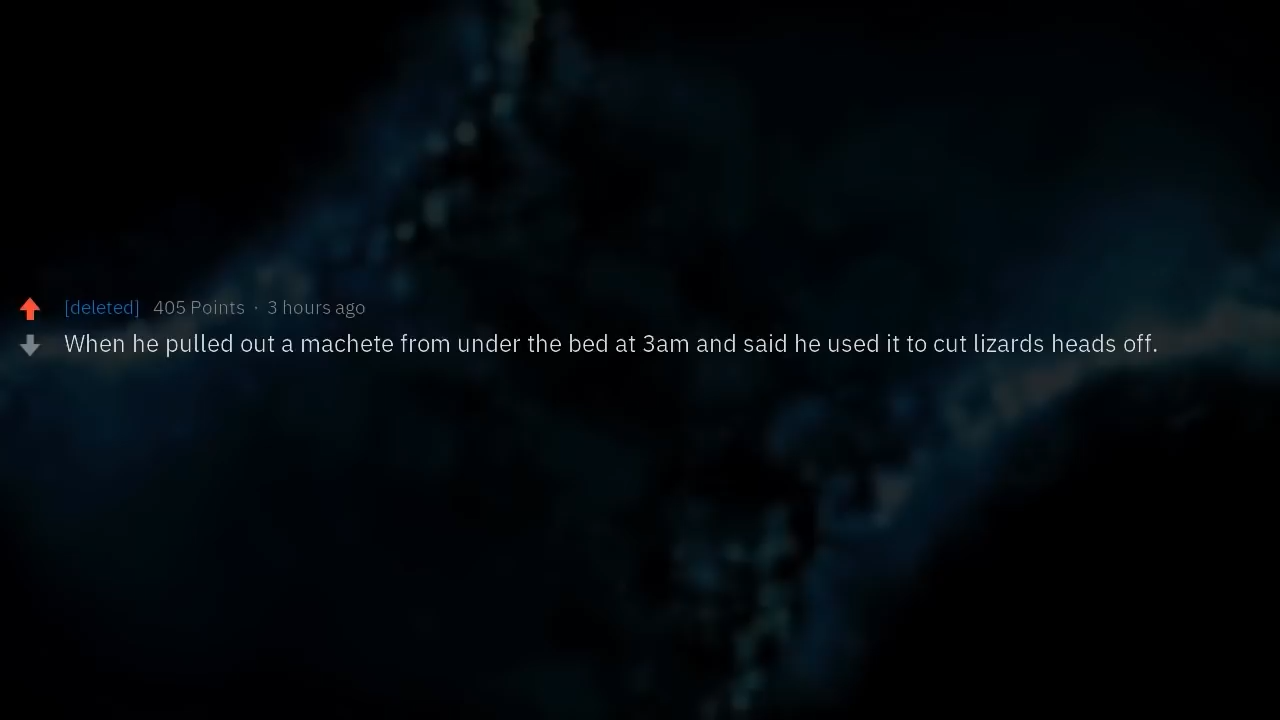 [deleted] 405 Points · 3 hours ago
When he pulled out a machete from under the bed at 3am and said he used it to cut lizards heads off.